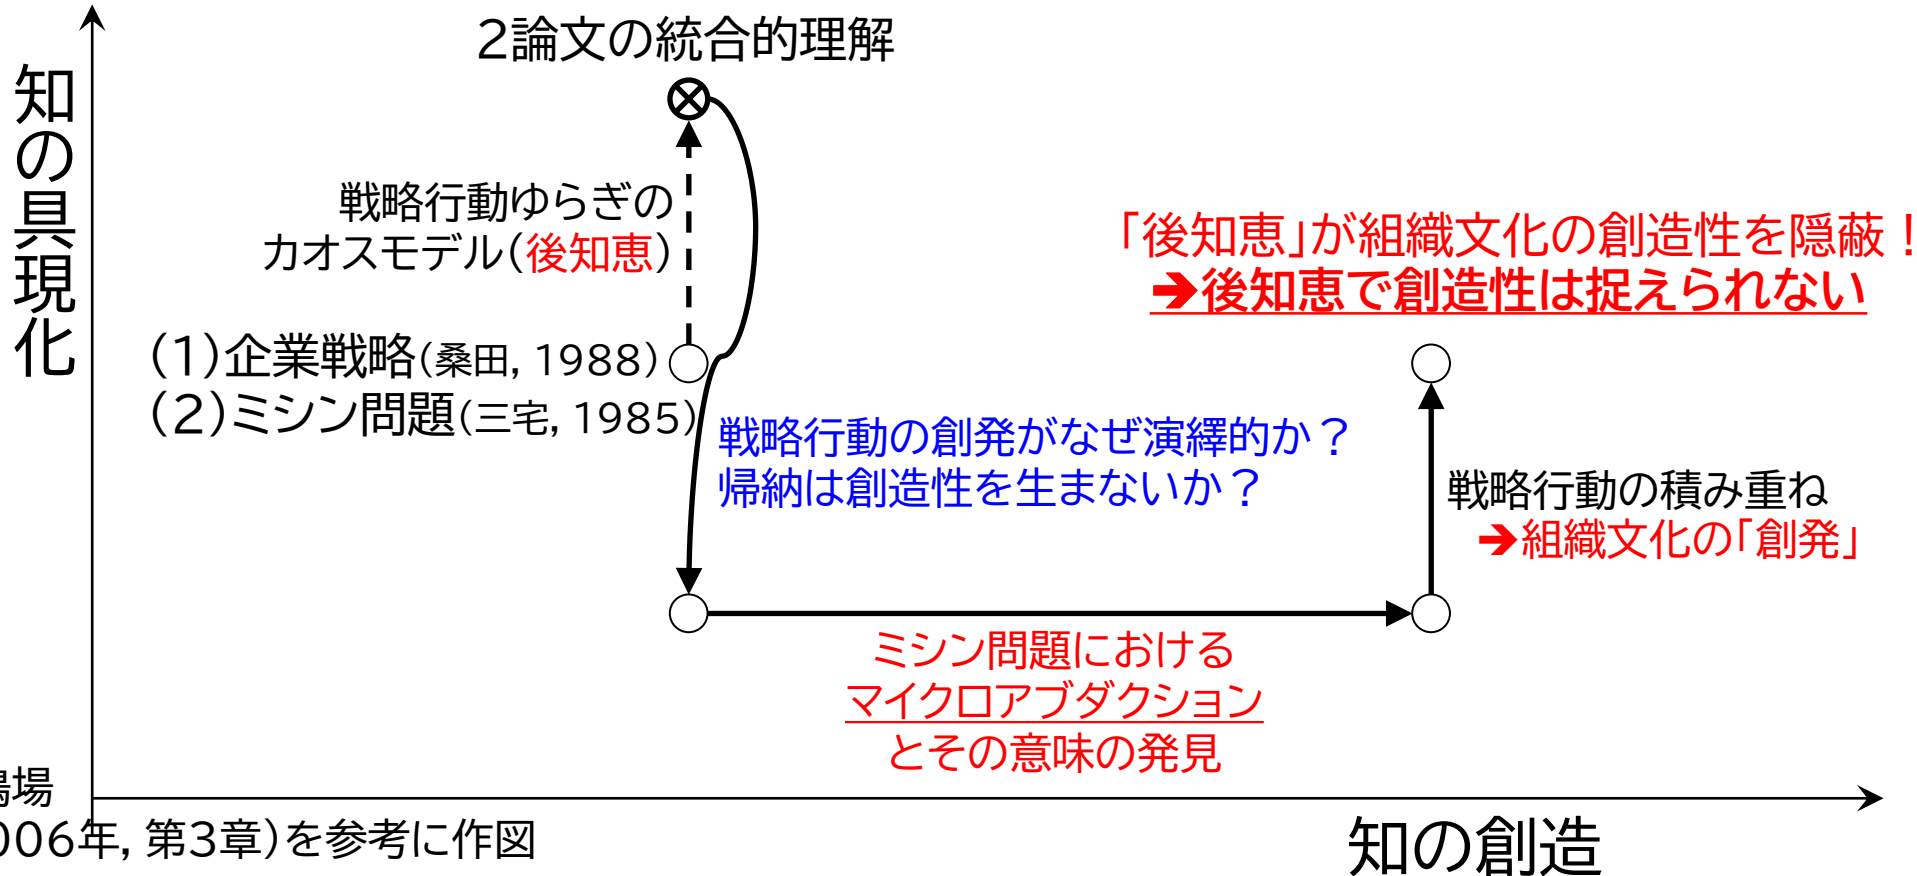 2論文の統合的理解
知の具現化
戦略行動ゆらぎの
カオスモデル(後知恵)
「後知恵」が組織文化の創造性を隠蔽!
➔後知恵で創造性は捉えられない
(1)企業戦略(桑田, 1988)
(2)ミシン問題(三宅, 1985)
戦略行動の創発がなぜ演繹的か?
帰納は創造性を生まないか?
戦略行動の積み重ね
➔組織文化の「創発」
ミシン問題における
マイクロアブダクション
とその意味の発見
場
06年, 第3章)を参考に作図
知の創造